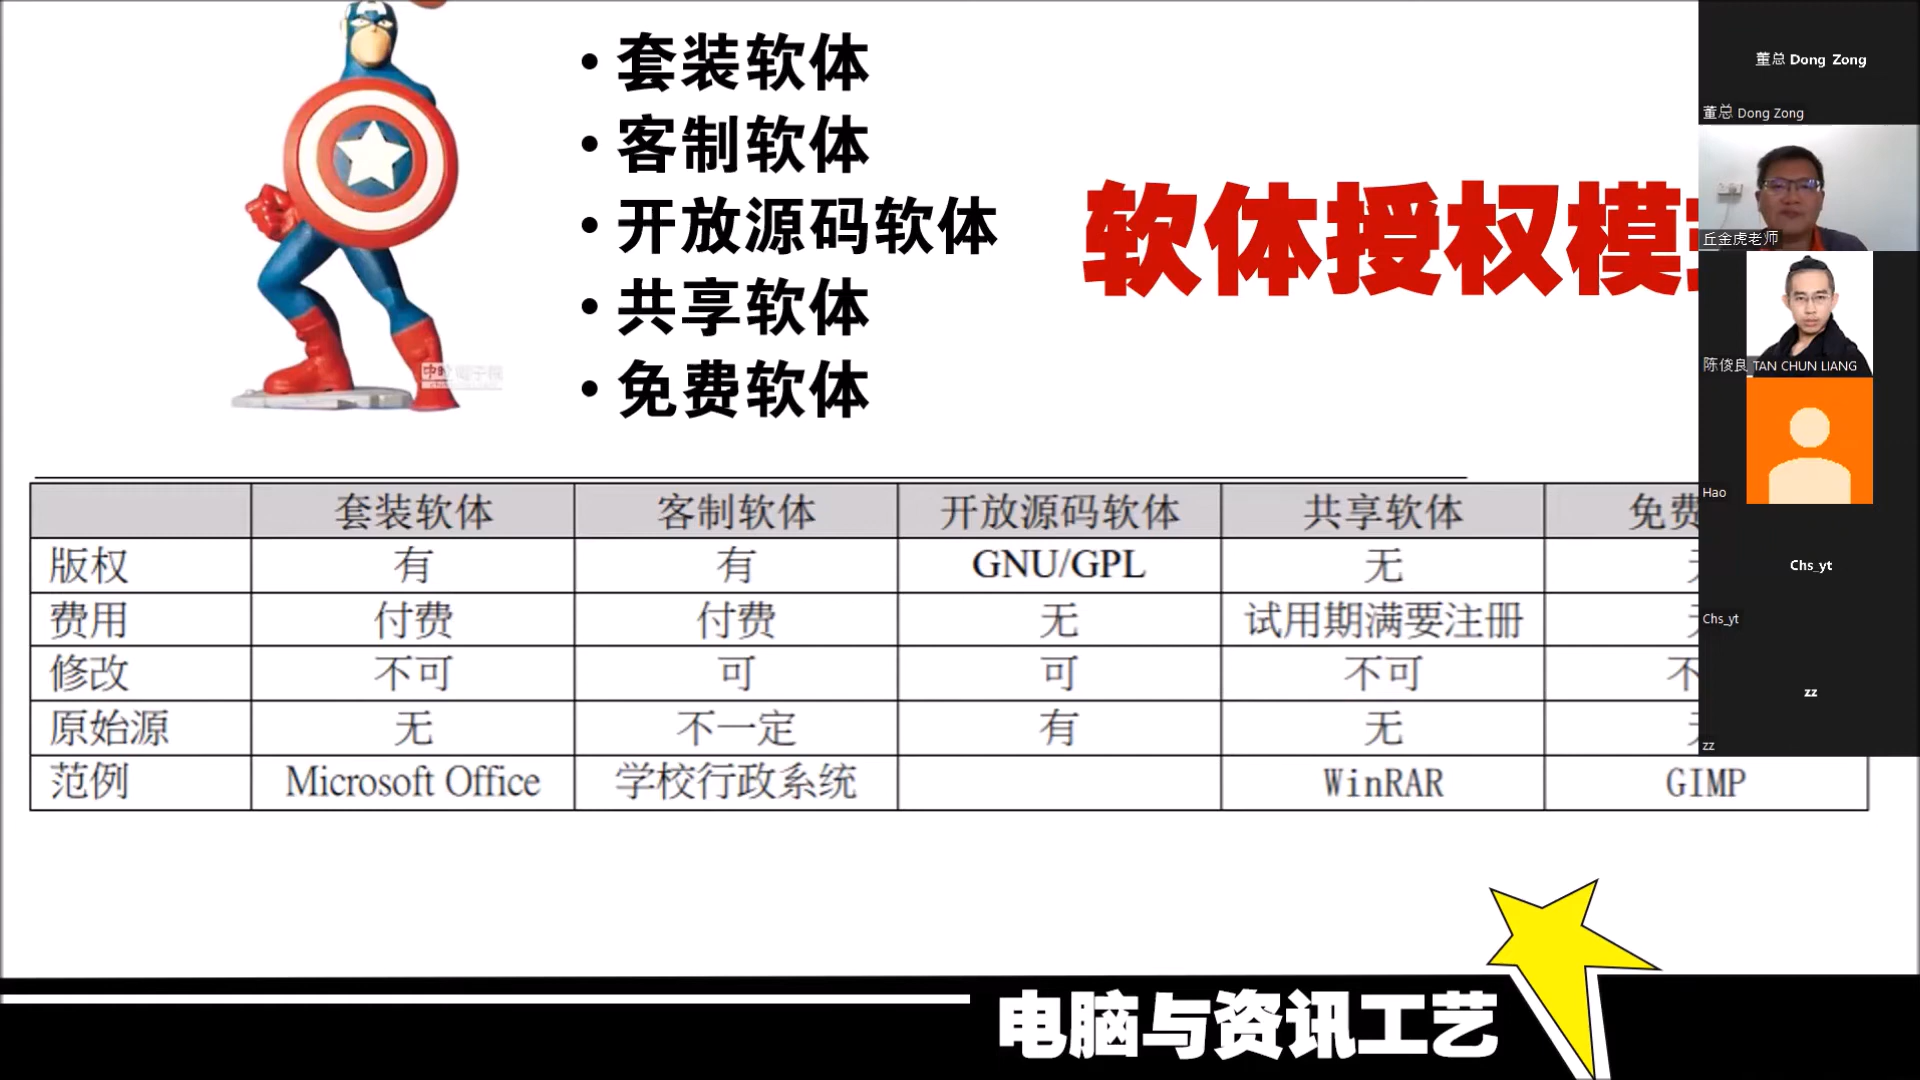 套装软体
客制软体
开放源码软体
共享软体
免费软体
软体授权模
董总 Dong Zong
董总 Dong Zong
丘金虎老师
陈俊良 TAN CHUN LIANG
Hao
Chs_yt
Chs_yt
zz
zz
套装软体 客制软体 开放源码软体 共享软体 免费
版权 有 有 GNU/GPL 无
费用 付费 付费 无 试用期满要注册
修改 不可 可 可 不可 不
原始源 无 不一定 有 无
范例 Microsoft Office 学校行政系统 WinRAR GIMP
电脑与资讯工艺